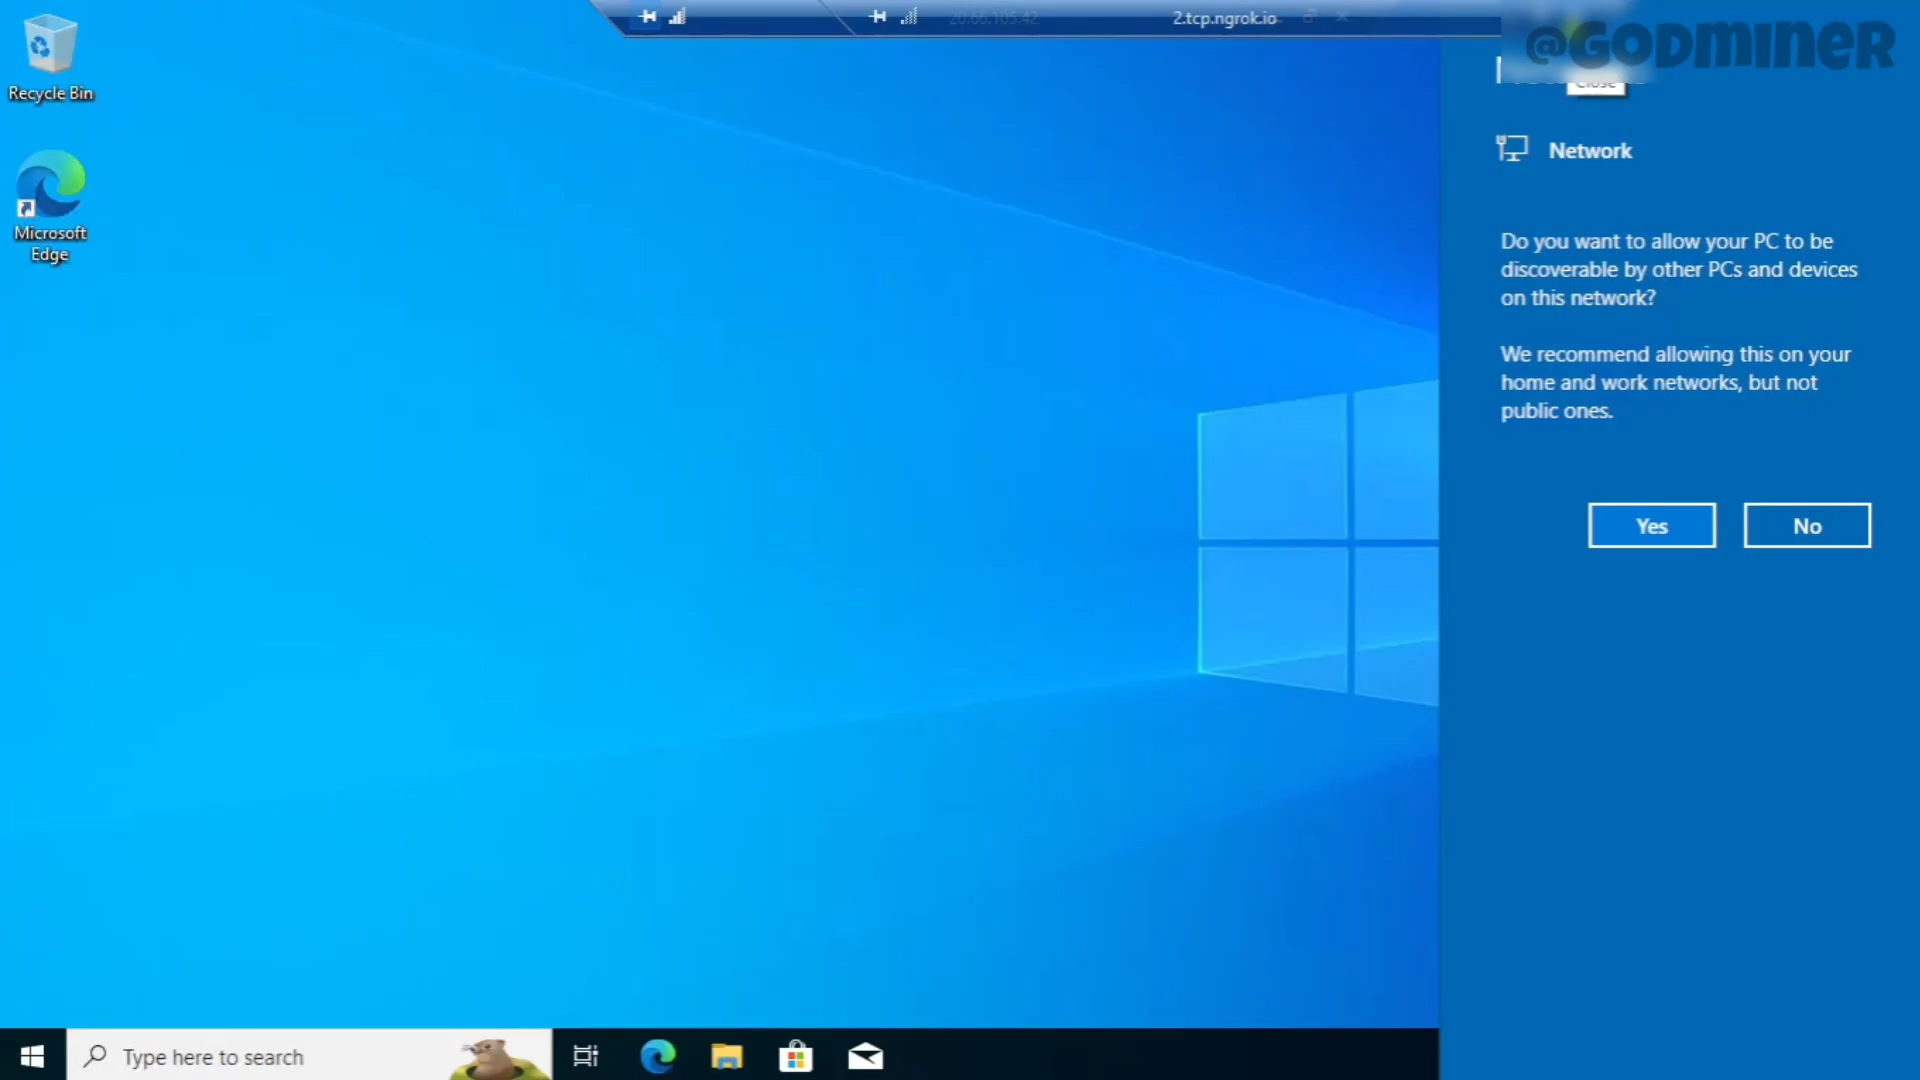 20.66.105.42
2.tcp.ngrok.io
@GODMINER
Close
Recycle Bin
Network
Microsoft
Edge
Do you want to allow your PC to be
discoverable by other PCs and devices
on this network?
We recommend allowing this on your
home and work networks, but not
public ones.
Yes
No
Type here to search